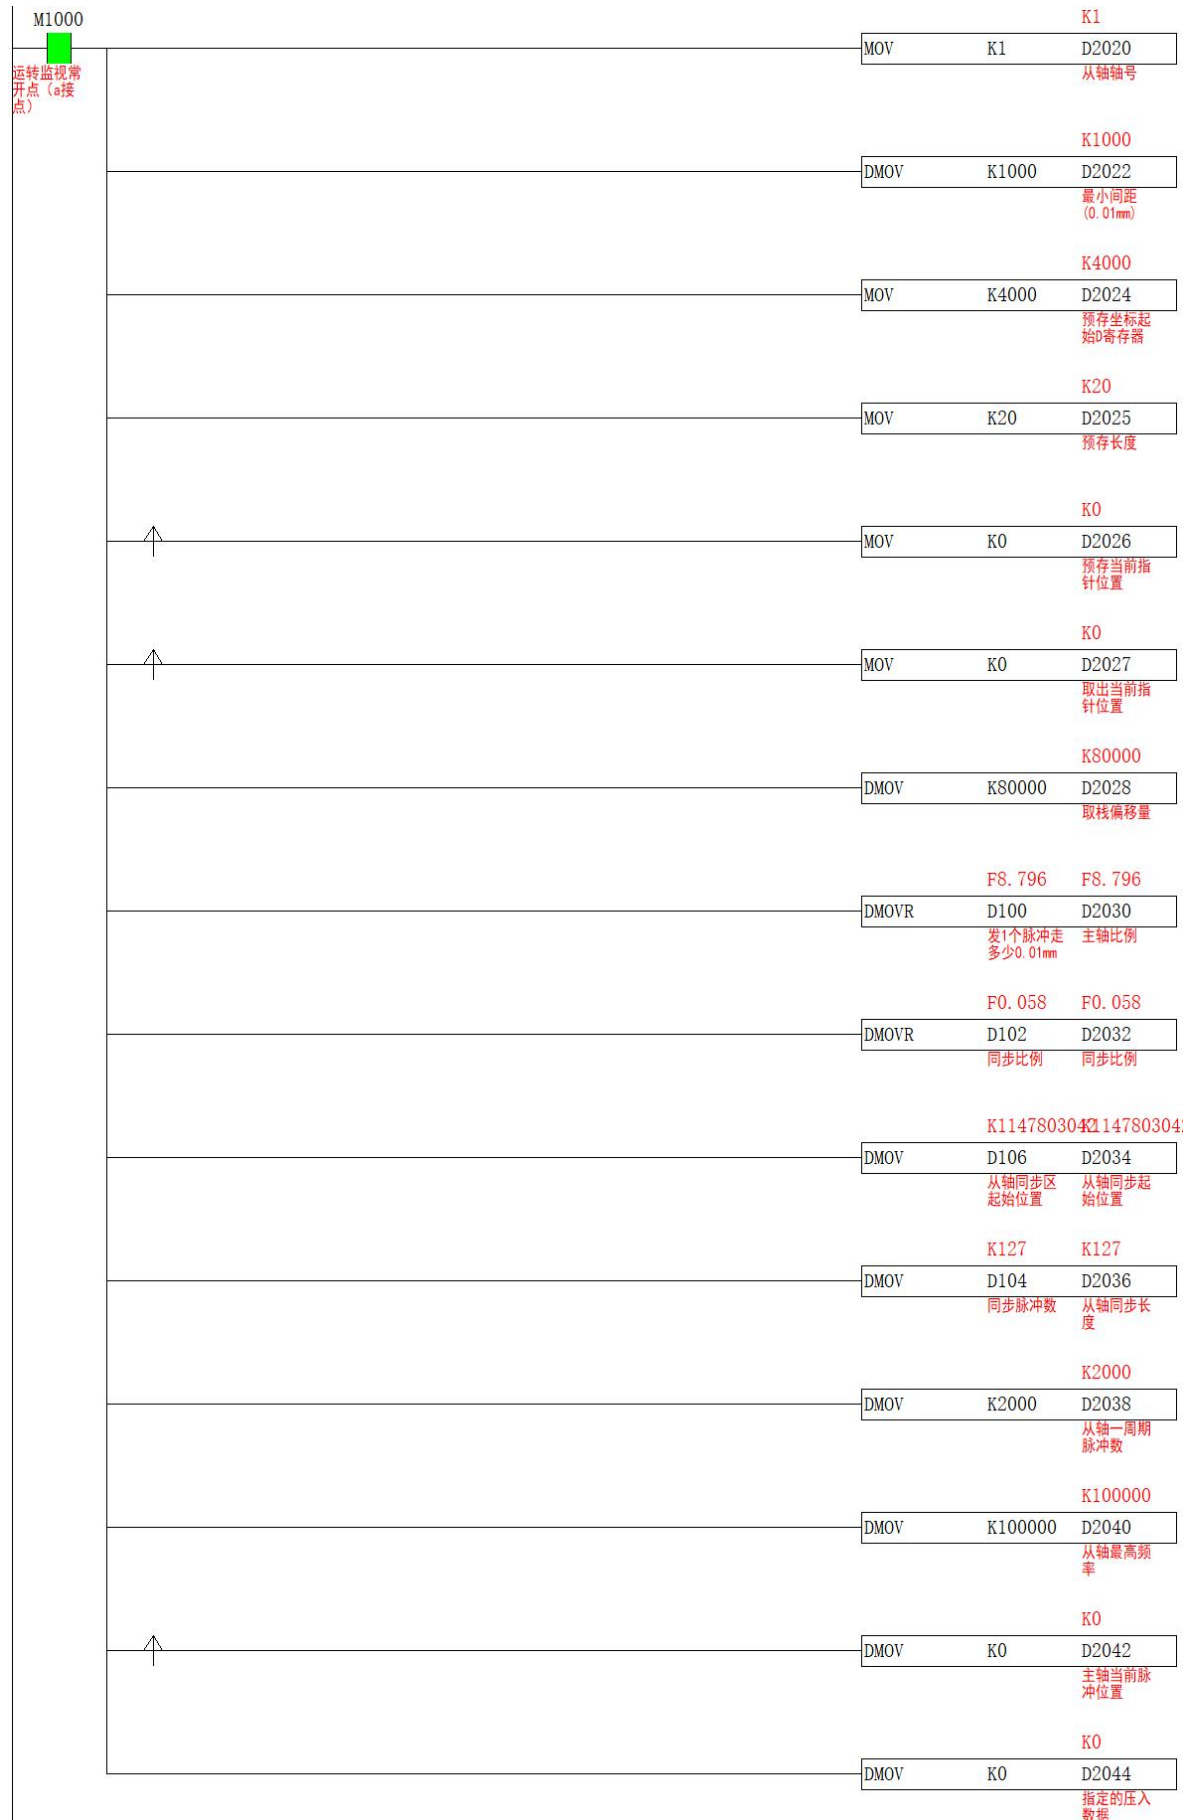 M1000
运转监视常
开点（a接
点）
K1
MOV K1 D2020
从轴轴号
K1000
DMOV K1000 D2022
最小间距
(0.01mm)
K4000
MOV K4000 D2024
预存坐标起
始D寄存器
K20
MOV K20 D2025
预存长度
K0
MOV K0 D2026
预存当前指
针位置
K0
MOV K0 D2027
取出当前指
针位置
K80000
DMOV K80000 D2028
取栈偏移量
F8.796 F8.796
DMOVR D100 D2030
发1个脉冲走 主轴比例
多少0.01mm
F0.058 F0.058
DMOVR D102 D2032
同步比例 同步比例
K1147803042 K1147803042
DMOV D106 D2034
从轴同步区 从轴同步起
起始位置 始位置
K127 K127
DMOV D104 D2036
同步脉冲数 从轴同步长
度
K2000
DMOV K2000 D2038
从轴一周期
脉冲数
K100000
DMOV K100000 D2040
从轴最高频
率
K0
DMOV K0 D2042
主轴当前脉
冲位置
K0
DMOV K0 D2044
指定的压入
数据